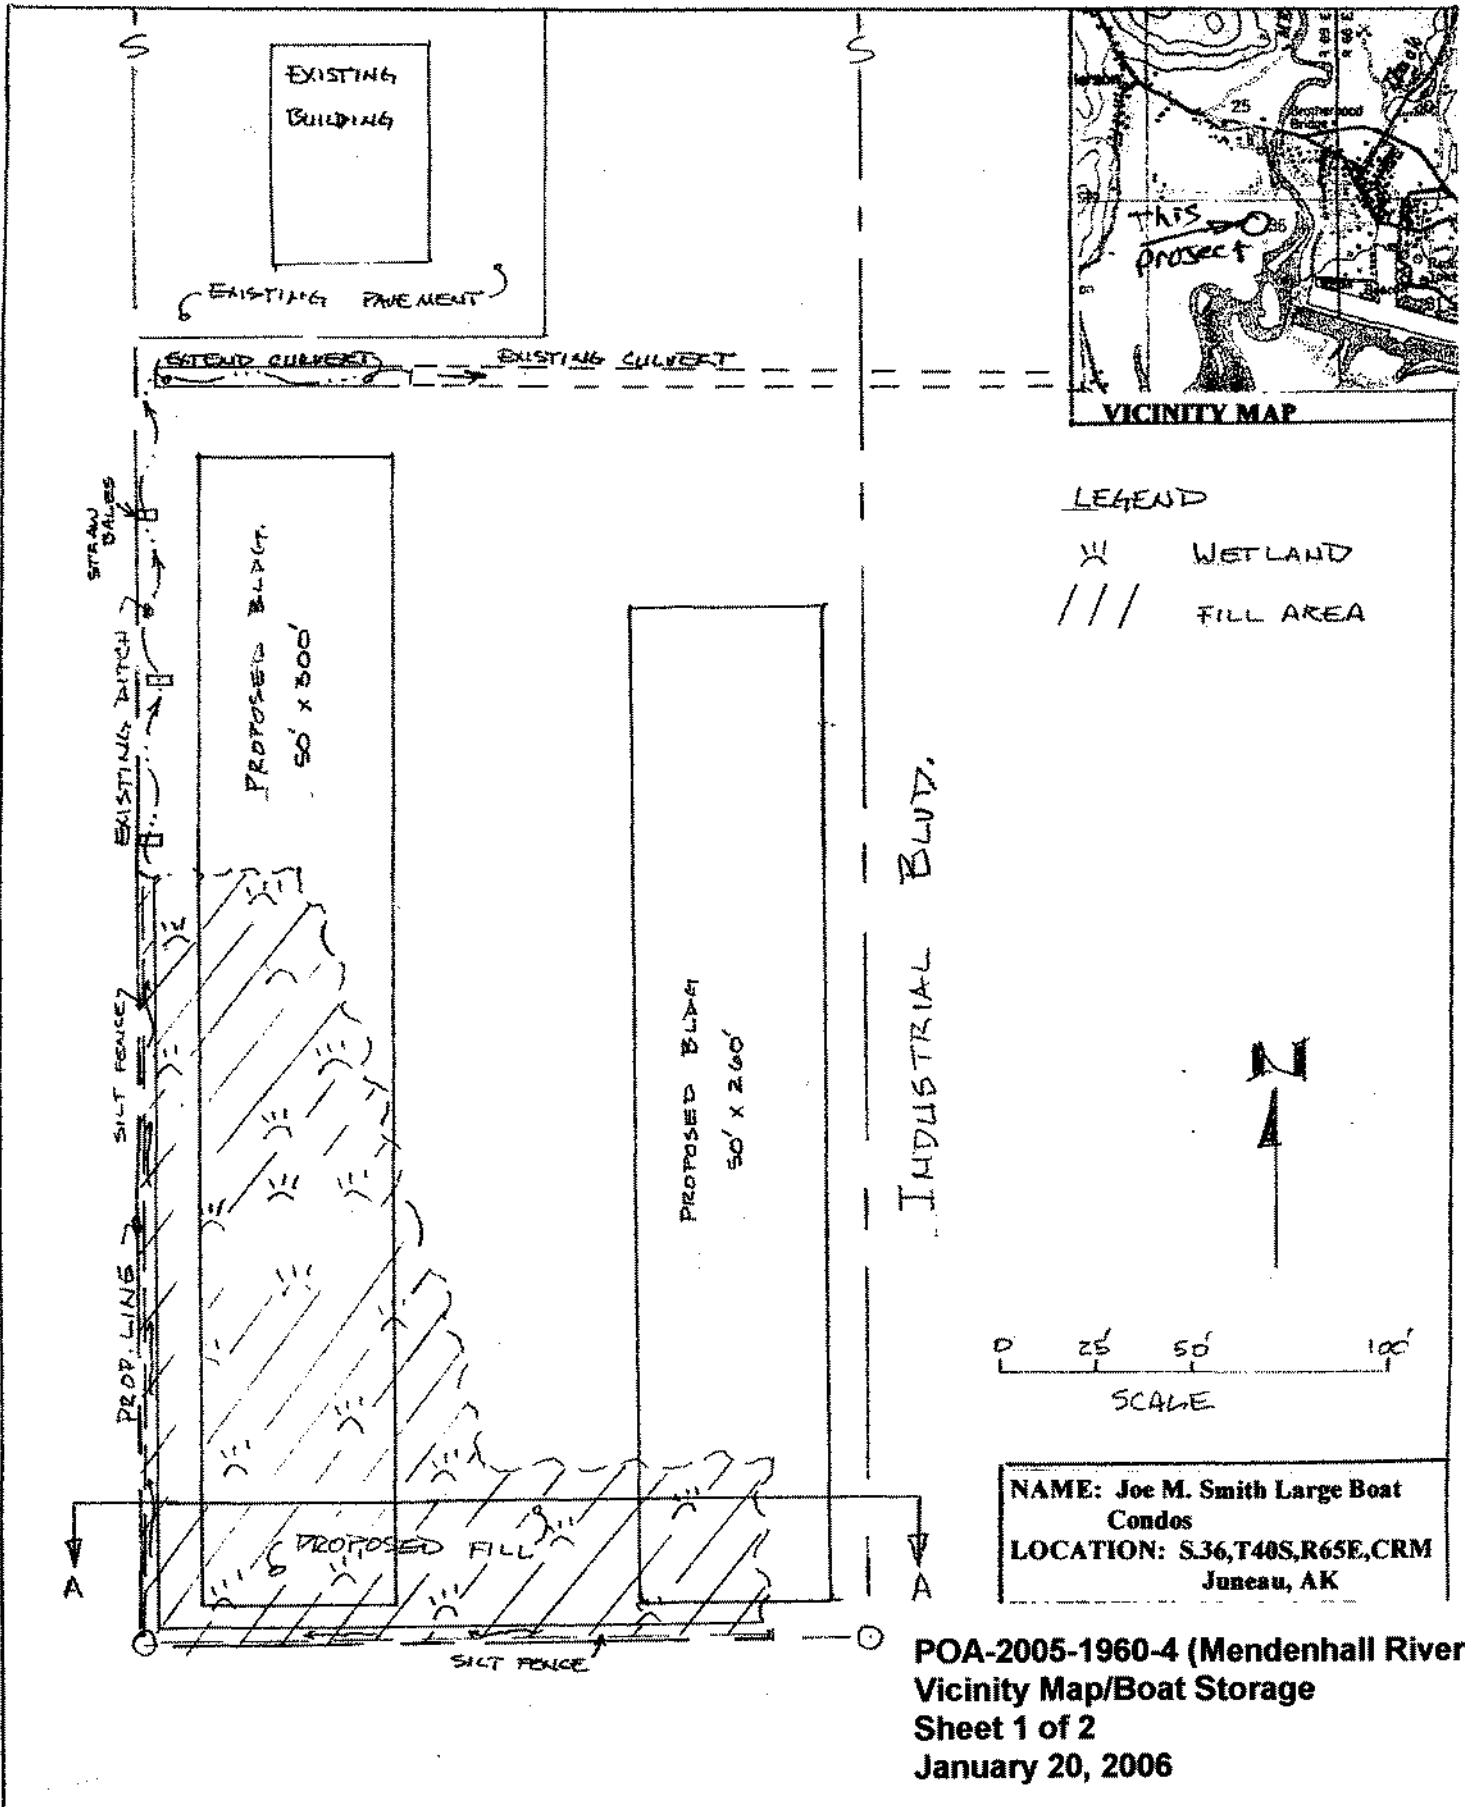 S
S
EXISTING
BUILDING
EXISTING PAVEMENT
EXTEND CULVERT
EXISTING CULVERT
25
Brotherhood
Bridge
This
project
36
VICINITY MAP
LEGEND
WETLAND
/// FILL AREA
STRAW
BALES
EXISTING DITCH
SILT FENCE
PROP. LINE
PROPOSED BLDG.
50' x 300'
PROPOSED BLDG
50' x 260'
INDUSTRIAL BLVD.
N
0 25' 50' 100'
SCALE
PROPOSED FILL
A
A
SILT FENCE
NAME: Joe M. Smith Large Boat
Condos
LOCATION: S.36,T40S,R65E,CRM
Juneau, AK
POA-2005-1960-4 (Mendenhall River
Vicinity Map/Boat Storage
Sheet 1 of 2
January 20, 2006